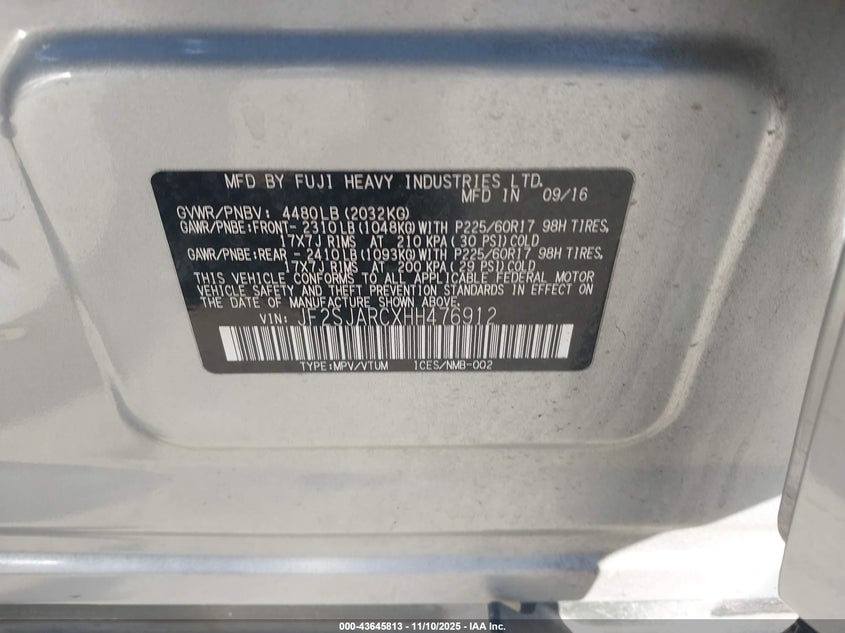 MFD BY FUJI HEAVY INDUSTRIES LTD.
MFD IN 09/16
GVWR/PNBV: 4480LB (2032KG)
GAWR/PNBE:FRONT- 2310LB (1048KG) WITH P225/60R17 98H TIRES,
17X7J RIMS AT 210 KPA ( 30 PSI) COLD
GAWR/PNBE:REAR - 2410LB (1093KG) WITH P225/60R17 98H TIRES,
17X7J RIMS AT 200 KPA ( 29 PSI) COLD
THIS VEHICLE CONFORMS TO ALL APPLICABLE FEDERAL MOTOR
VEHICLE SAFETY AND THEFT PREVENTION STANDARDS IN EFFECT ON
THE DATE OF MANUFACTURE SHOWN ABOVE.
VIN: JF2SJARCXHH476912
TYPE:MPV/VTUM ICES/NMB-002
000-43645813 - 11/10/2025 - IAA Inc.